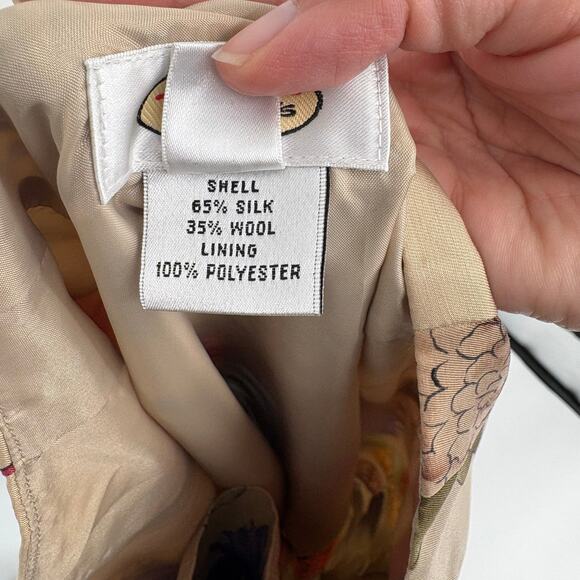 's
SHELL
65% SILK
35% WOOL
LINING
100% POLYESTER